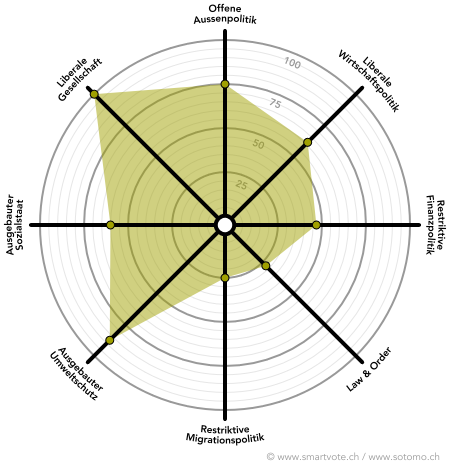 Offene
Aussenpolitik
Liberale
Wirtschaftspolitik
Liberale
Gesellschaft
100
75
50
25
Ausgebauter
Sozialstaat
Restriktive
Finanzpolitik
Ausgebauter
Umweltschutz
Law & Order
Restriktive
Migrationspolitik
© www.smartvote.ch / www.sotomo.ch